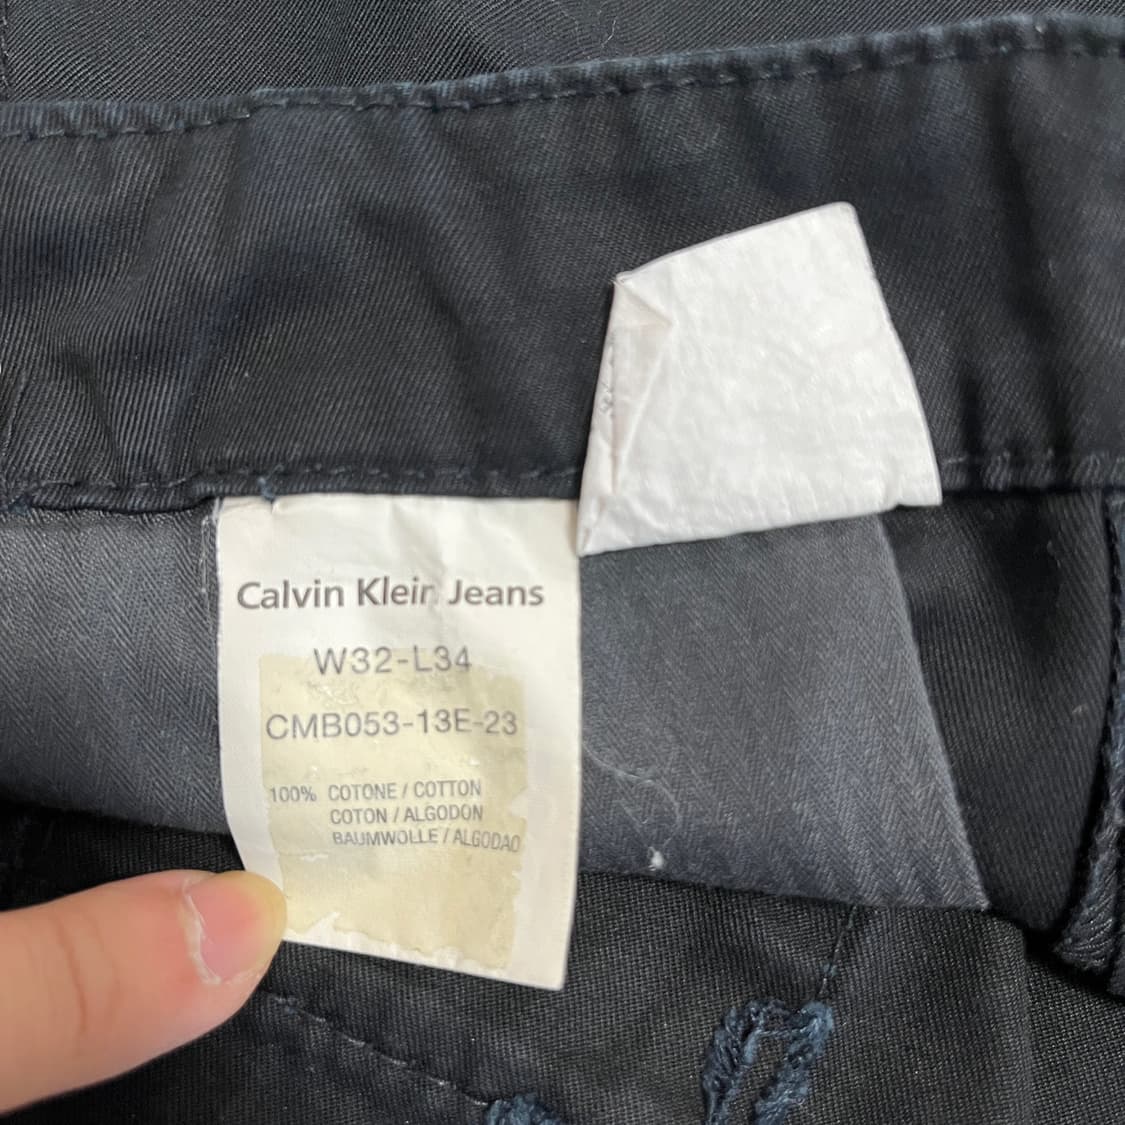 Calvin Klein Jeans
W32-L34
CMB053-13E-23
100% COTONE / COTTON
COTON / ALGODON
BAUMWOLLE / ALGODAO